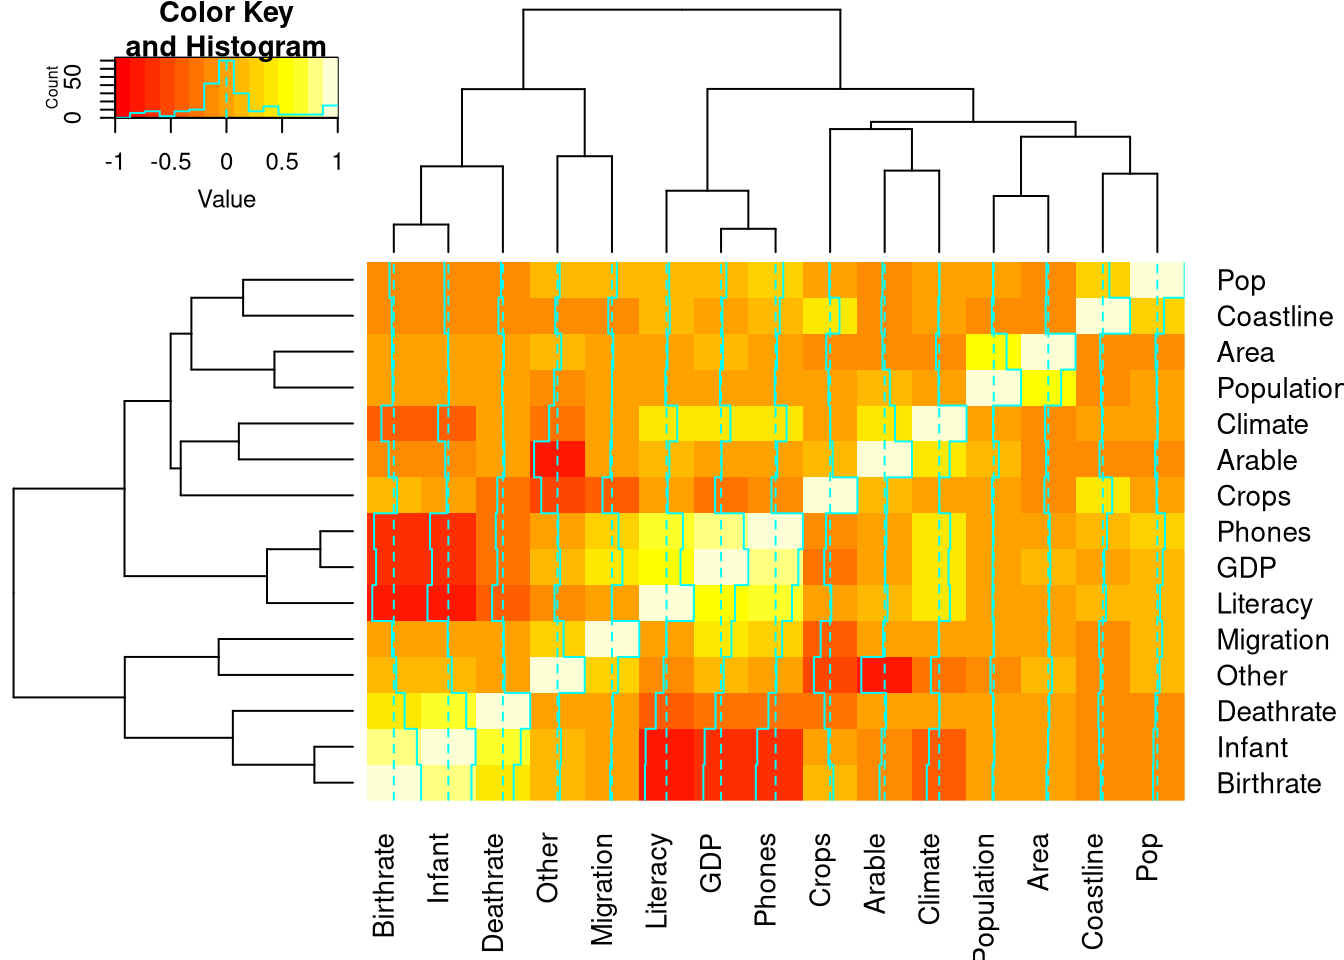 Color Key
and Histogram
Count
0
50
-1
-0.5
0
0.5
1
Value
Pop
Coastline
Area
Population
Climate
Arable
Crops
Phones
GDP
Literacy
Migration
Other
Deathrate
Infant
Birthrate
Birthrate
Infant
Deathrate
Other
Migration
Literacy
GDP
Phones
Crops
Arable
Climate
Population
Area
Coastline
Pop